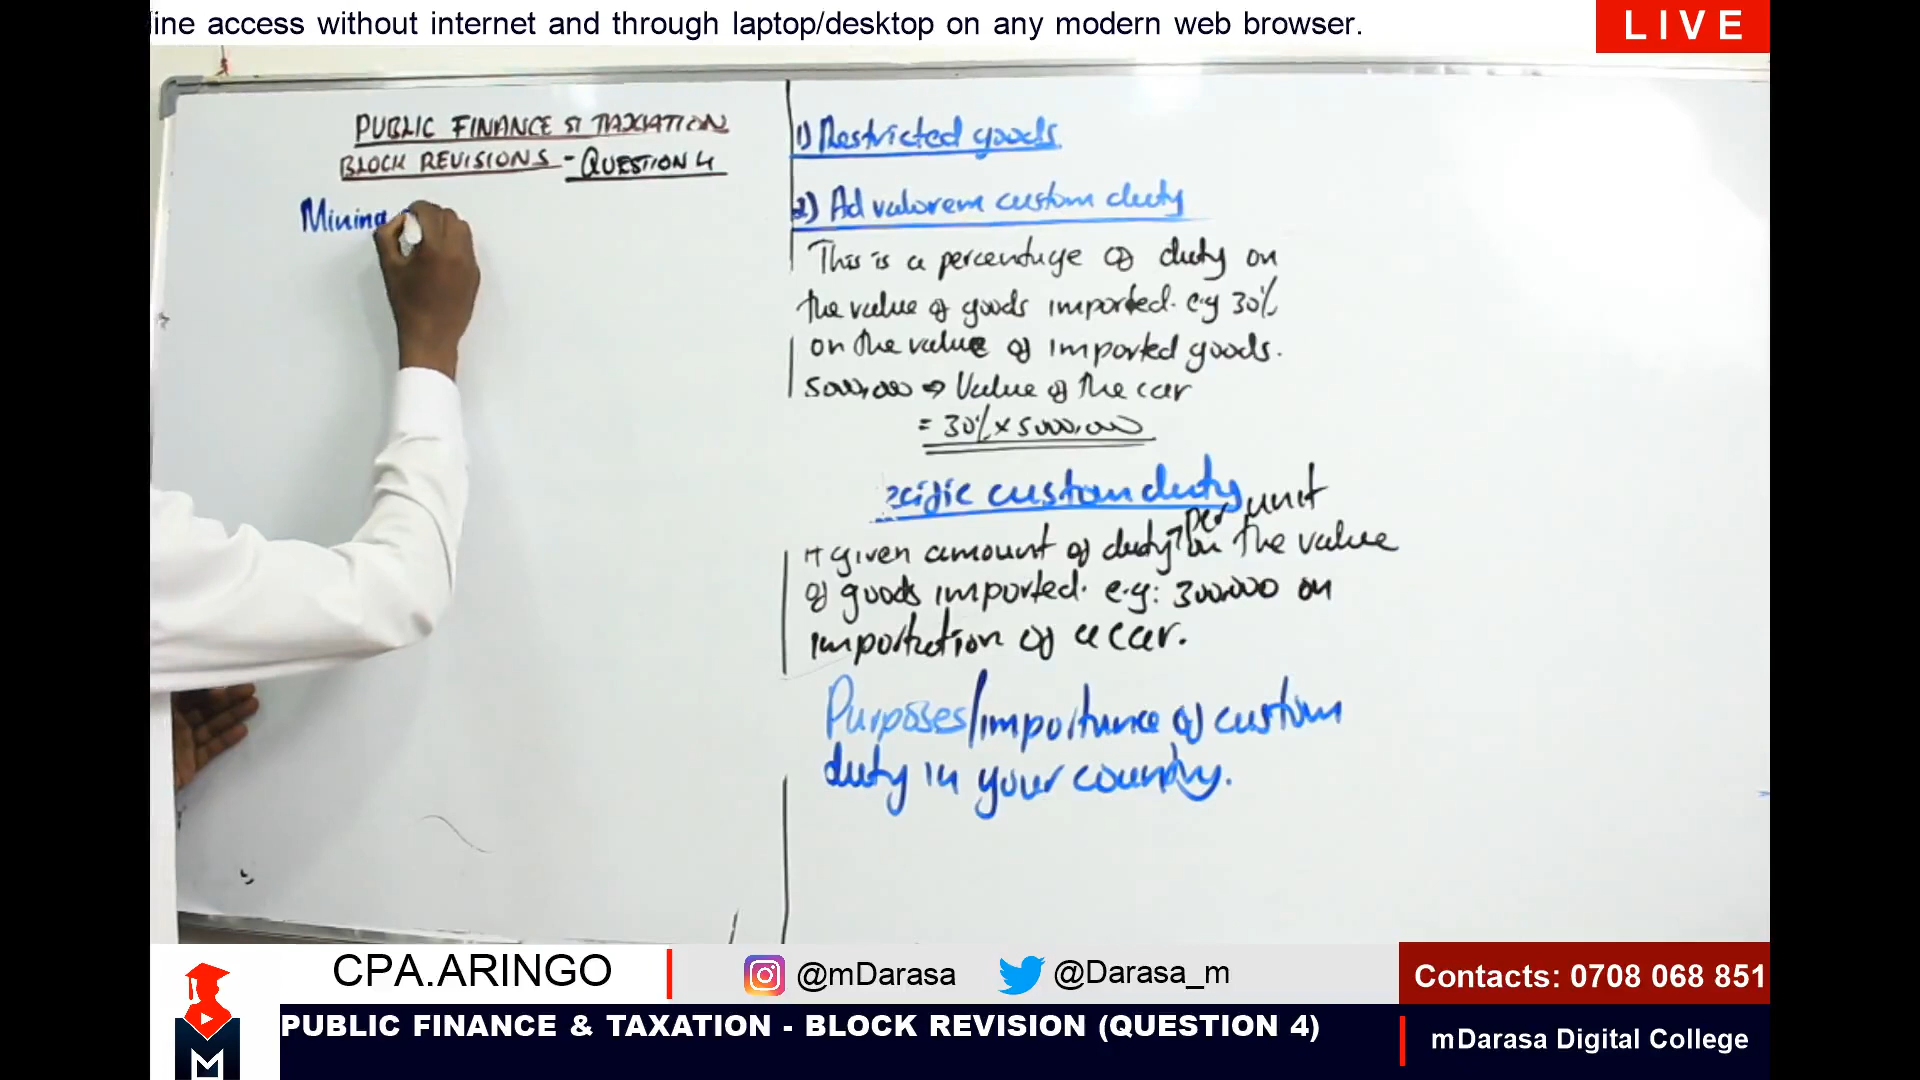 line access without internet and through laptop/desktop on any modern web browser.
LIVE
PUBLIC FINANCE & TAXATION
BLOCK REVISIONS - QUESTION 4
Mining
1) Restricted goods
2) Ad valorem custom duty
This is a percentage of duty on
the value of goods imported. e.g 30%
on the value of imported goods.
5000,000 → Value of the car
= 30% x 5000,000
ecific custom duty
per unit
A given amount of duty on the value
of goods imported. e.g: 300,000 on
importation of a car.
Purposes/importance of custom
duty in your country.
CPA.ARINGO
@mDarasa
@Darasa_m
Contacts: 0708 068 851
PUBLIC FINANCE & TAXATION - BLOCK REVISION (QUESTION 4)
mDarasa Digital College
M